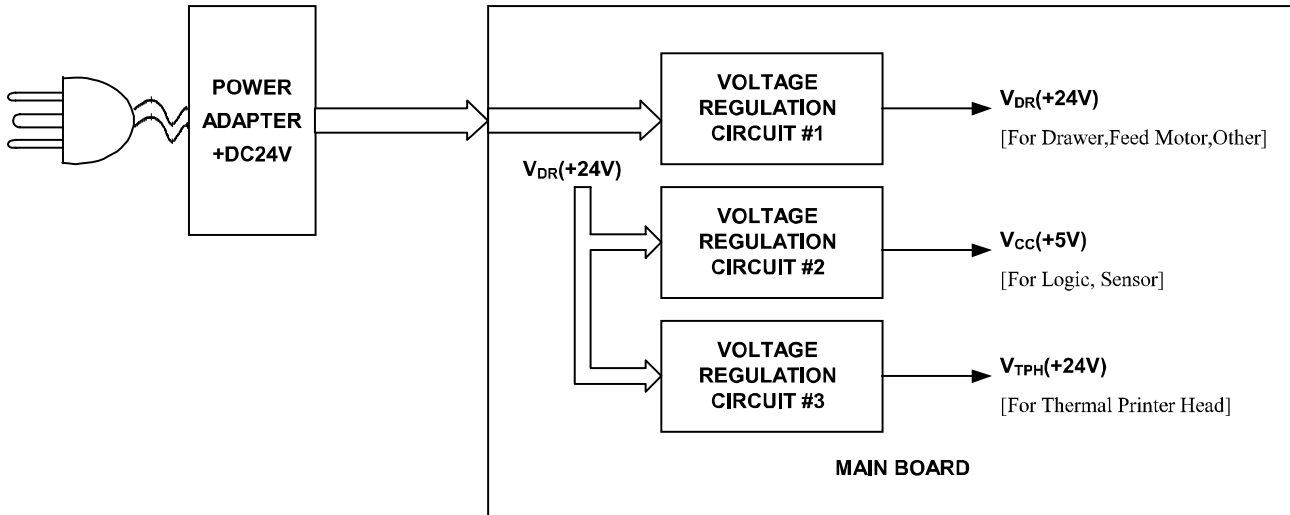 POWER
ADAPTER
+DC24V
VOLTAGE
REGULATION
CIRCUIT #1
VDR(+24V)
[For Drawer,Feed Motor,Other]
VDR(+24V)
VOLTAGE
REGULATION
CIRCUIT #2
VCC(+5V)
[For Logic, Sensor]
VOLTAGE
REGULATION
CIRCUIT #3
VTPH(+24V)
[For Thermal Printer Head]
MAIN BOARD